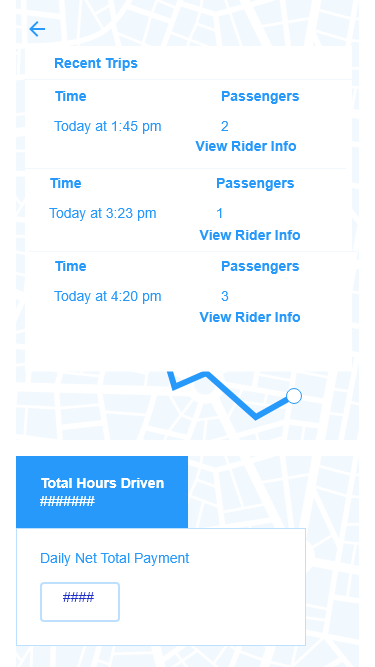 Recent Trips
Time Passengers
Today at 1:45 pm 2
View Rider Info
Time Passengers
Today at 3:23 pm 1
View Rider Info
Time Passengers
Today at 4:20 pm 3
View Rider Info
Total Hours Driven
#######
Daily Net Total Payment
####